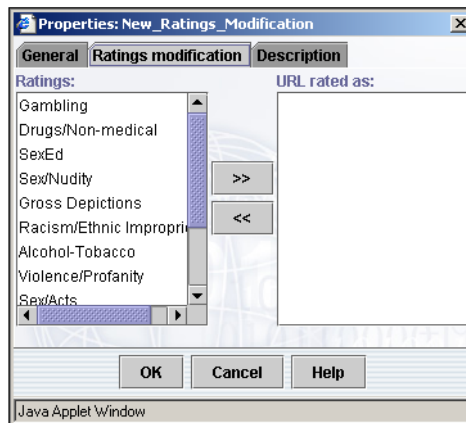 Properties: New_Ratings_Modification
General Ratings modification Description
Ratings: URL rated as:
Gambling
Drugs/Non-medical
SexEd
Sex/Nudity
>>
Gross Depictions
Racism/Ethnic Impropri
<<
Alcohol-Tobacco
Violence/Profanity
Sex/Acts
OK Cancel Help
Java Applet Window